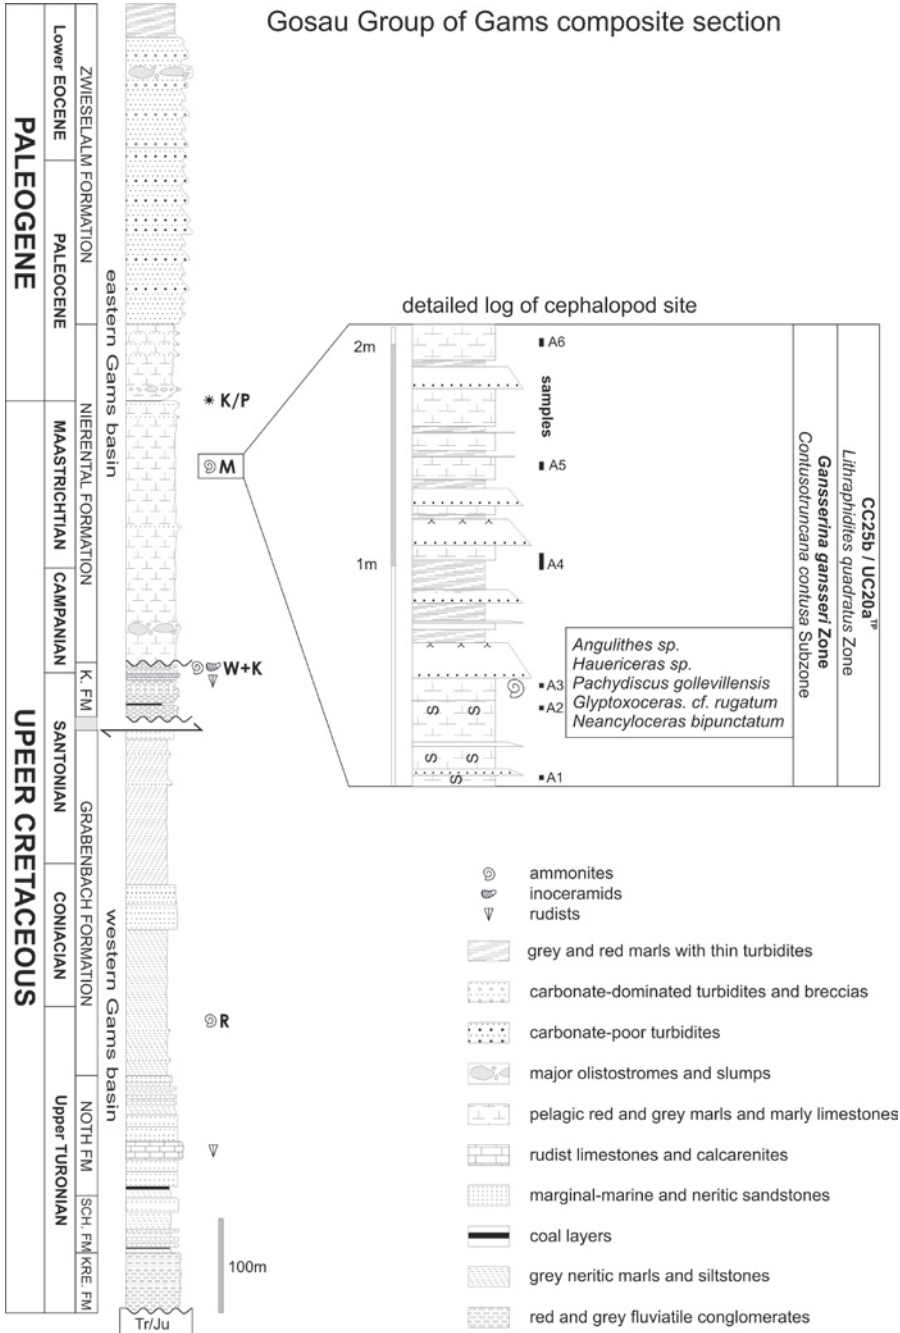 Gosau Group of Gams composite section
PALEOGENE
UPEER CRETACEOUS
Lower EOCENE
PALEOCENE
MAASTRICHTIAN
CAMPANIAN
SANTONIAN
CONIACIAN
Upper TURONIAN
ZWIESELALM FORMATION
NIERENTAL FORMATION
K. FM
GRABENBACH FORMATION
NOTH FM
SCH. FM
KRE. FM
eastern Gams basin
western Gams basin
K/P
M
W+K
R
100m
Tr/Ju
detailed log of cephalopod site
2m
1m
samples
A6
A5
A4
A3
A2
A1
S S
S S
S
Angulithes sp.
Hauericeras sp.
Pachydiscus gollevillensis
Glyptoxoceras. cf. rugatum
Neancyloceras bipunctatum
Contusotruncana contusa Subzone
Gansserina gansseri Zone
Lithraphidites quadratus Zone
CC25b / UC20aTP
ammonites
inoceramids
rudists
grey and red marls with thin turbidites
carbonate-dominated turbidites and breccias
carbonate-poor turbidites
major olistostromes and slumps
pelagic red and grey marls and marly limestones
rudist limestones and calcarenites
marginal-marine and neritic sandstones
coal layers
grey neritic marls and siltstones
red and grey fluviatile conglomerates